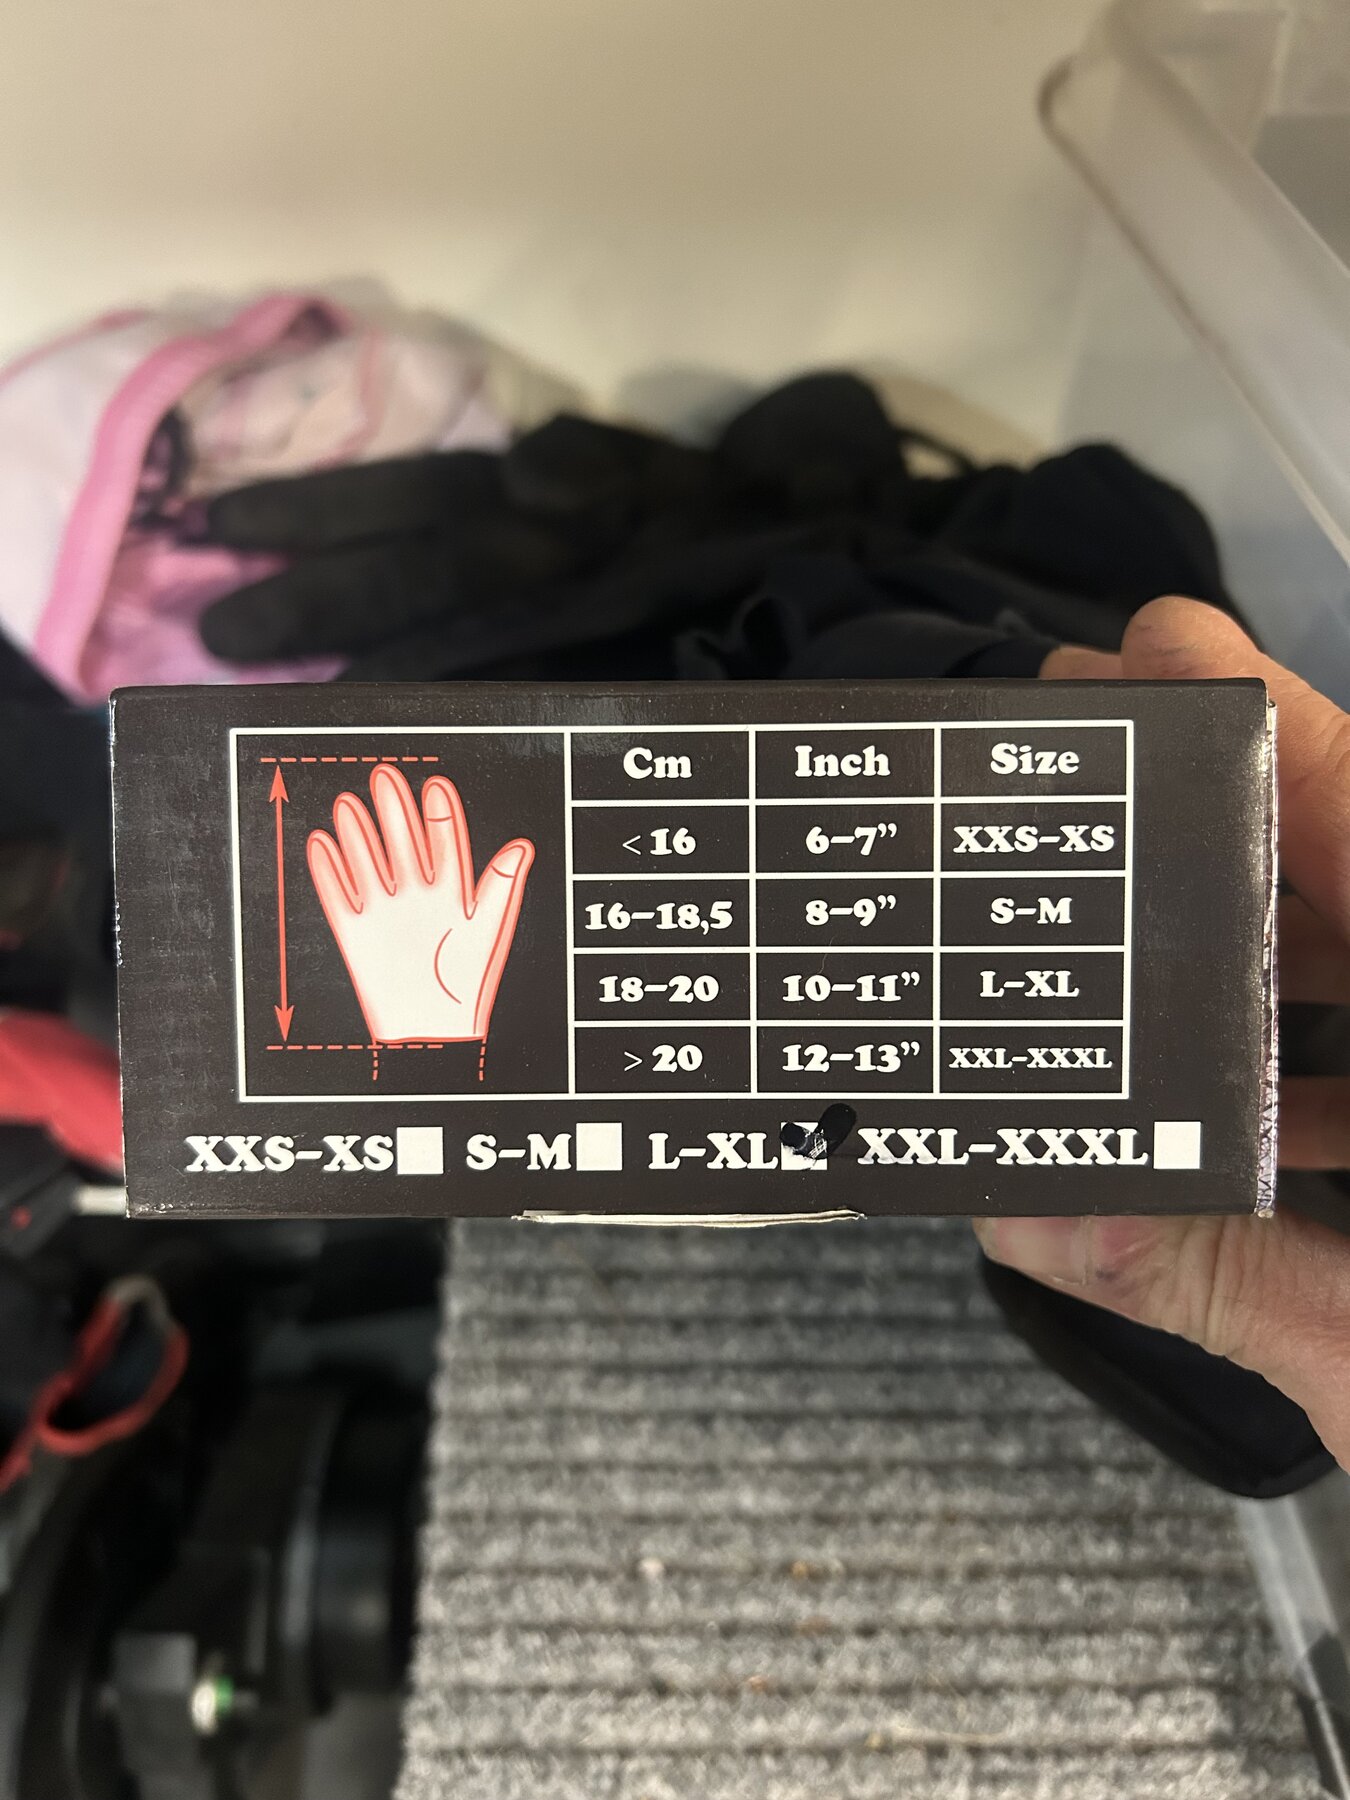 Cm Inch Size
< 16 6–7” XXS–XS
16–18,5 8–9” S–M
18–20 10–11” L–XL
> 20 12–13” XXL–XXXL
XXS–XS S–M L–XL XXL–XXXL